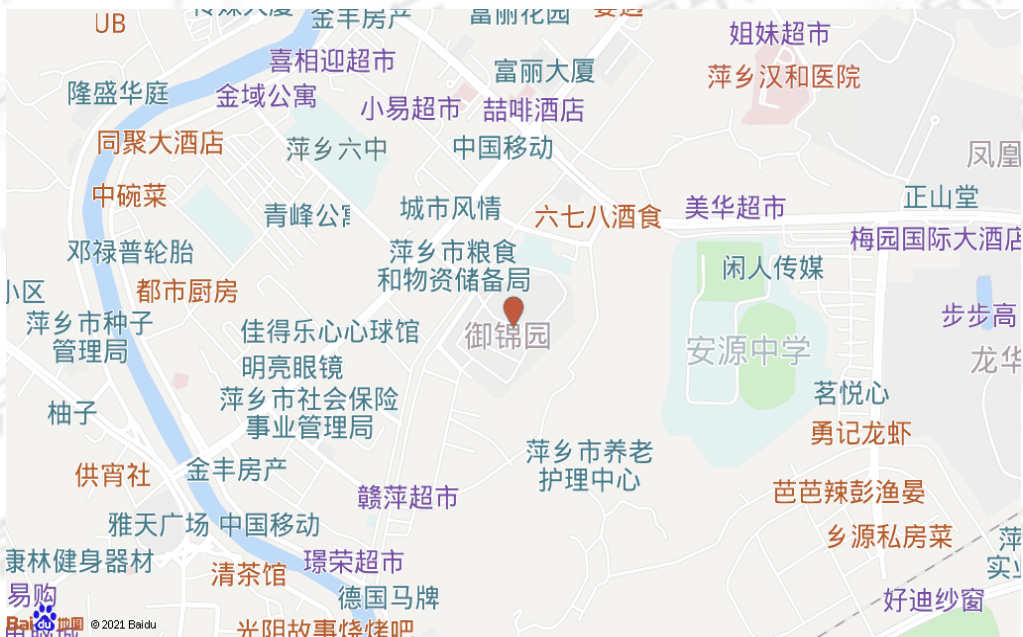 UB
金丰房产
富丽花园
姐妹超市
喜相迎超市
富丽大厦
萍乡汉和医院
隆盛华庭
金域公寓
小易超市
喆啡酒店
同聚大酒店
萍乡六中
中国移动
凤凰
中碗菜
正山堂
青峰公寓
城市风情
六七八酒食
美华超市
梅园国际大酒店
邓禄普轮胎
萍乡市粮食
和物资储备局
闲人传媒
小区
都市厨房
步步高
萍乡市种子
管理局
佳得乐心心球馆
御锦园
安源中学
龙华
明亮眼镜
萍乡市社会保险
事业管理局
茗悦心
柚子
勇记龙虾
萍乡市养老
护理中心
供宵社
金丰房产
赣萍超市
芭芭辣彭渔晏
雅天广场
中国移动
乡源私房菜
萍
实业
康林健身器材
璟荣超市
清茶馆
易购
德国马牌
好迪纱窗
Bai du 地图
© 2021 Baidu
光阴故事烧烤吧